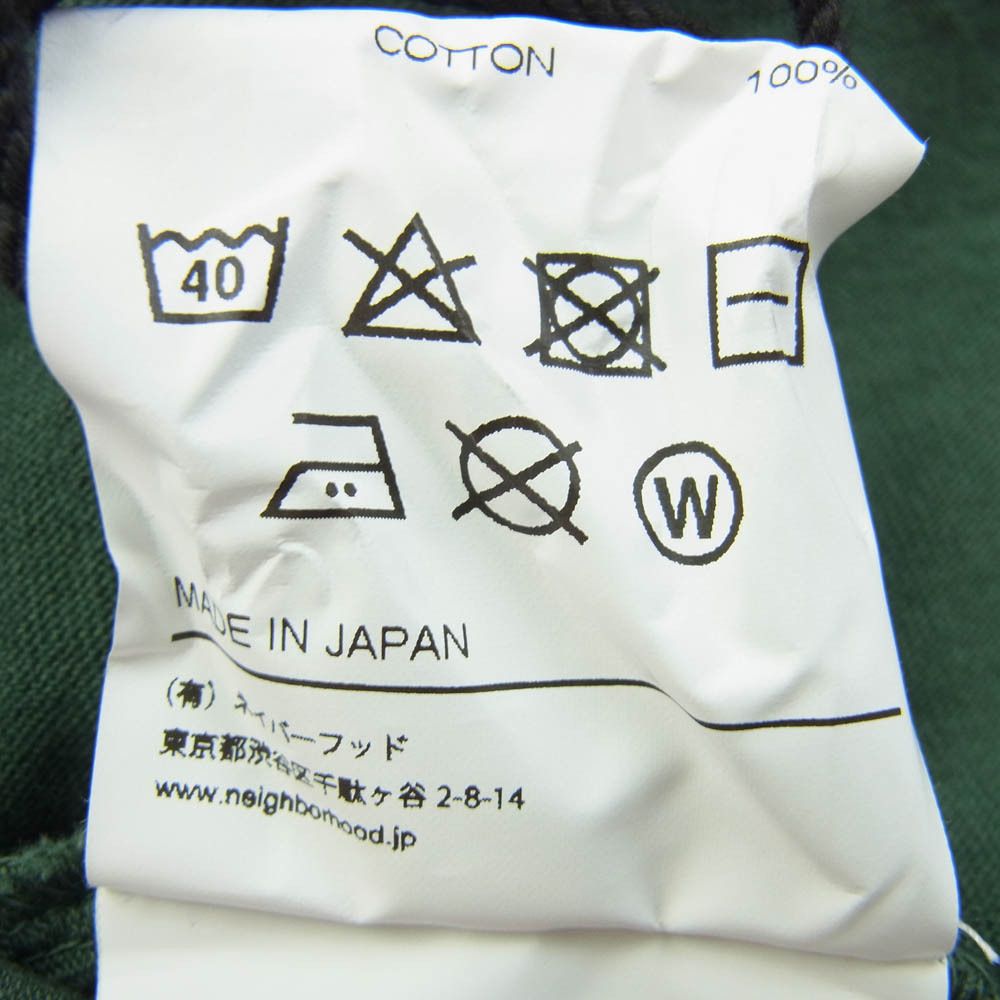 COTTON 100%
40
W
MADE IN JAPAN
(有) ネイバーフッド
東京都渋谷区千駄ヶ谷 2-8-14
www.neighborhood.jp